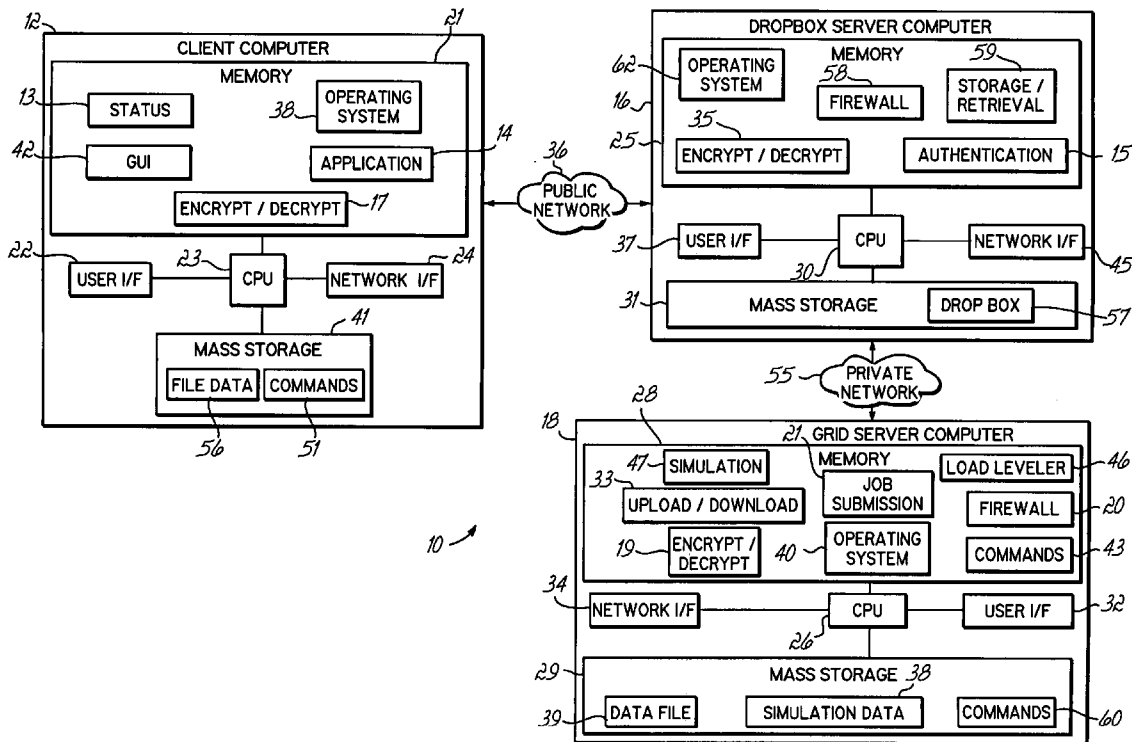 12
CLIENT COMPUTER
21
MEMORY
13
STATUS
38
OPERATING
SYSTEM
42
GUI
14
APPLICATION
ENCRYPT / DECRYPT
17
22
USER I/F
23
CPU
24
NETWORK I/F
41
MASS STORAGE
FILE DATA
COMMANDS
56
51
36
PUBLIC
NETWORK
DROPBOX SERVER COMPUTER
MEMORY
62
OPERATING
SYSTEM
58
FIREWALL
59
STORAGE /
RETRIEVAL
16
25
35
ENCRYPT / DECRYPT
AUTHENTICATION
15
37
USER I/F
CPU
30
NETWORK I/F
45
31
MASS STORAGE
DROP BOX
57
55
PRIVATE
NETWORK
18
28
GRID SERVER COMPUTER
MEMORY
47
SIMULATION
21
JOB
SUBMISSION
LOAD LEVELER
46
33
UPLOAD / DOWNLOAD
FIREWALL
20
19
ENCRYPT /
DECRYPT
40
OPERATING
SYSTEM
COMMANDS
43
10
34
NETWORK I/F
CPU
26
USER I/F
32
29
MASS STORAGE
38
39
DATA FILE
SIMULATION DATA
COMMANDS
60